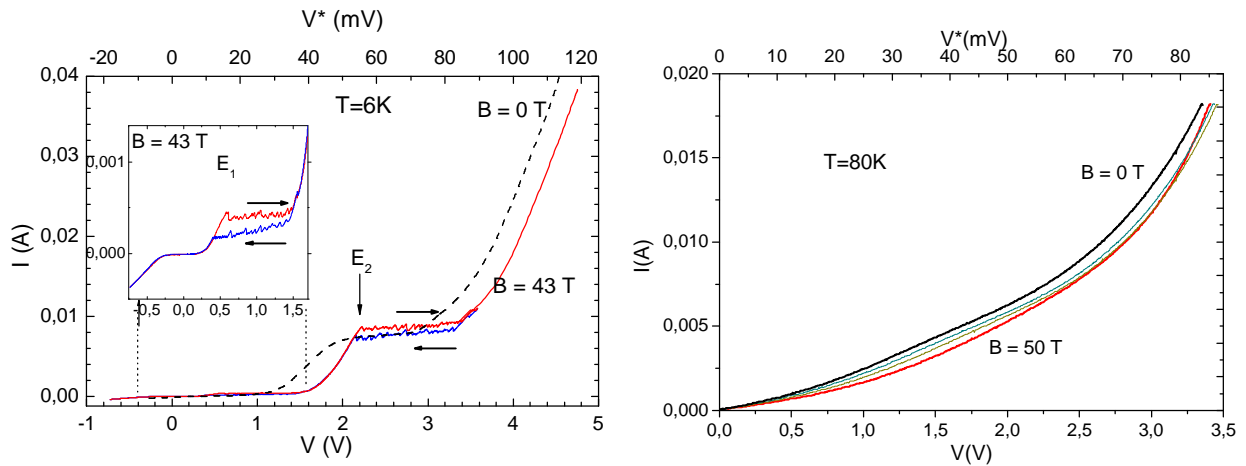 V* (mV)
-20 0 20 40 60 80 100 120
0,04
0,03
0,02
0,01
0,00
I (A)
T=6K
B = 0 T
B = 43 T
E2
-1 0 1 2 3 4 5
V (V)
B = 43 T
E1
0,001
0,000
-0,5 0,0 0,5 1,0 1,5
V*(mV)
0 10 20 30 40 50 60 70 80
0,020
0,015
0,010
0,005
0,000
I(A)
T=80K
B = 0 T
B = 50 T
0,0 0,5 1,0 1,5 2,0 2,5 3,0 3,5
V(V)